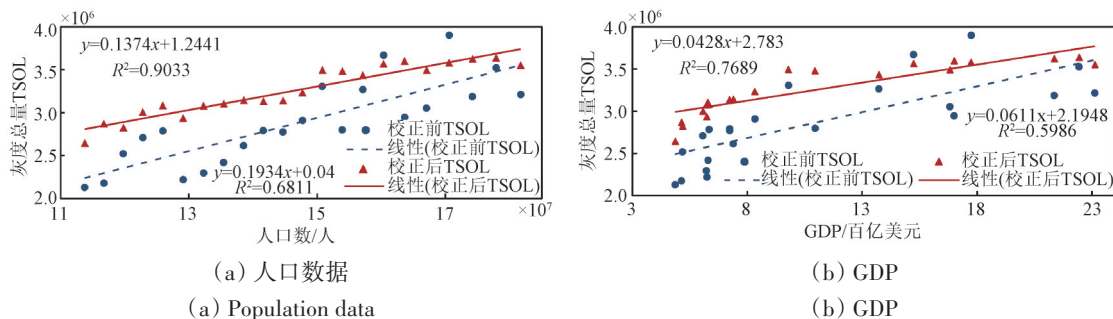 ×10⁶
4.0
3.5
3.0
2.5
2.0
灰度总量TSOL
y=0.1374x+1.2441
R²=0.9033
校正前TSOL
线性(校正前TSOL)
校正后TSOL
线性(校正后TSOL)
y=0.1934x+0.04
R²=0.6811
11 13 15 17 ×10⁷
人口数/人
(a) 人口数据
(a) Population data
×10⁶
4.0
3.5
3.0
2.5
2.0
灰度总量TSOL
y=0.0428x+2.783
R²=0.7689
y=0.0611x+2.1948
R²=0.5986
校正前TSOL 校正后TSOL
线性(校正前TSOL) 线性(校正后TSOL)
3 8 13 18 23
GDP/百亿美元
(b) GDP
(b) GDP